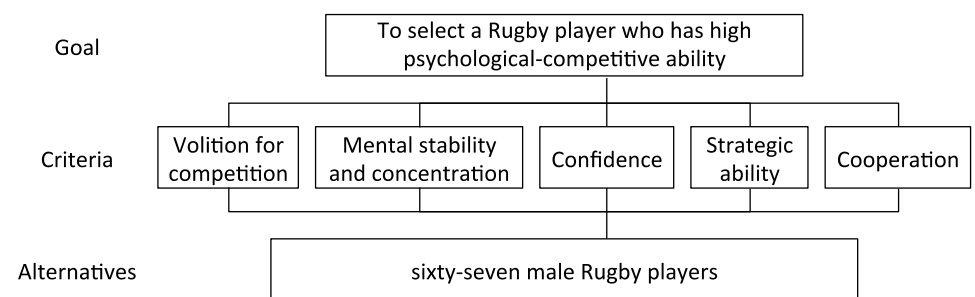 Goal
To select a Rugby player who has high
psychological-competitive ability
Criteria
Volition for
competition
Mental stability
and concentration
Confidence
Strategic
ability
Cooperation
Alternatives
sixty-seven male Rugby players